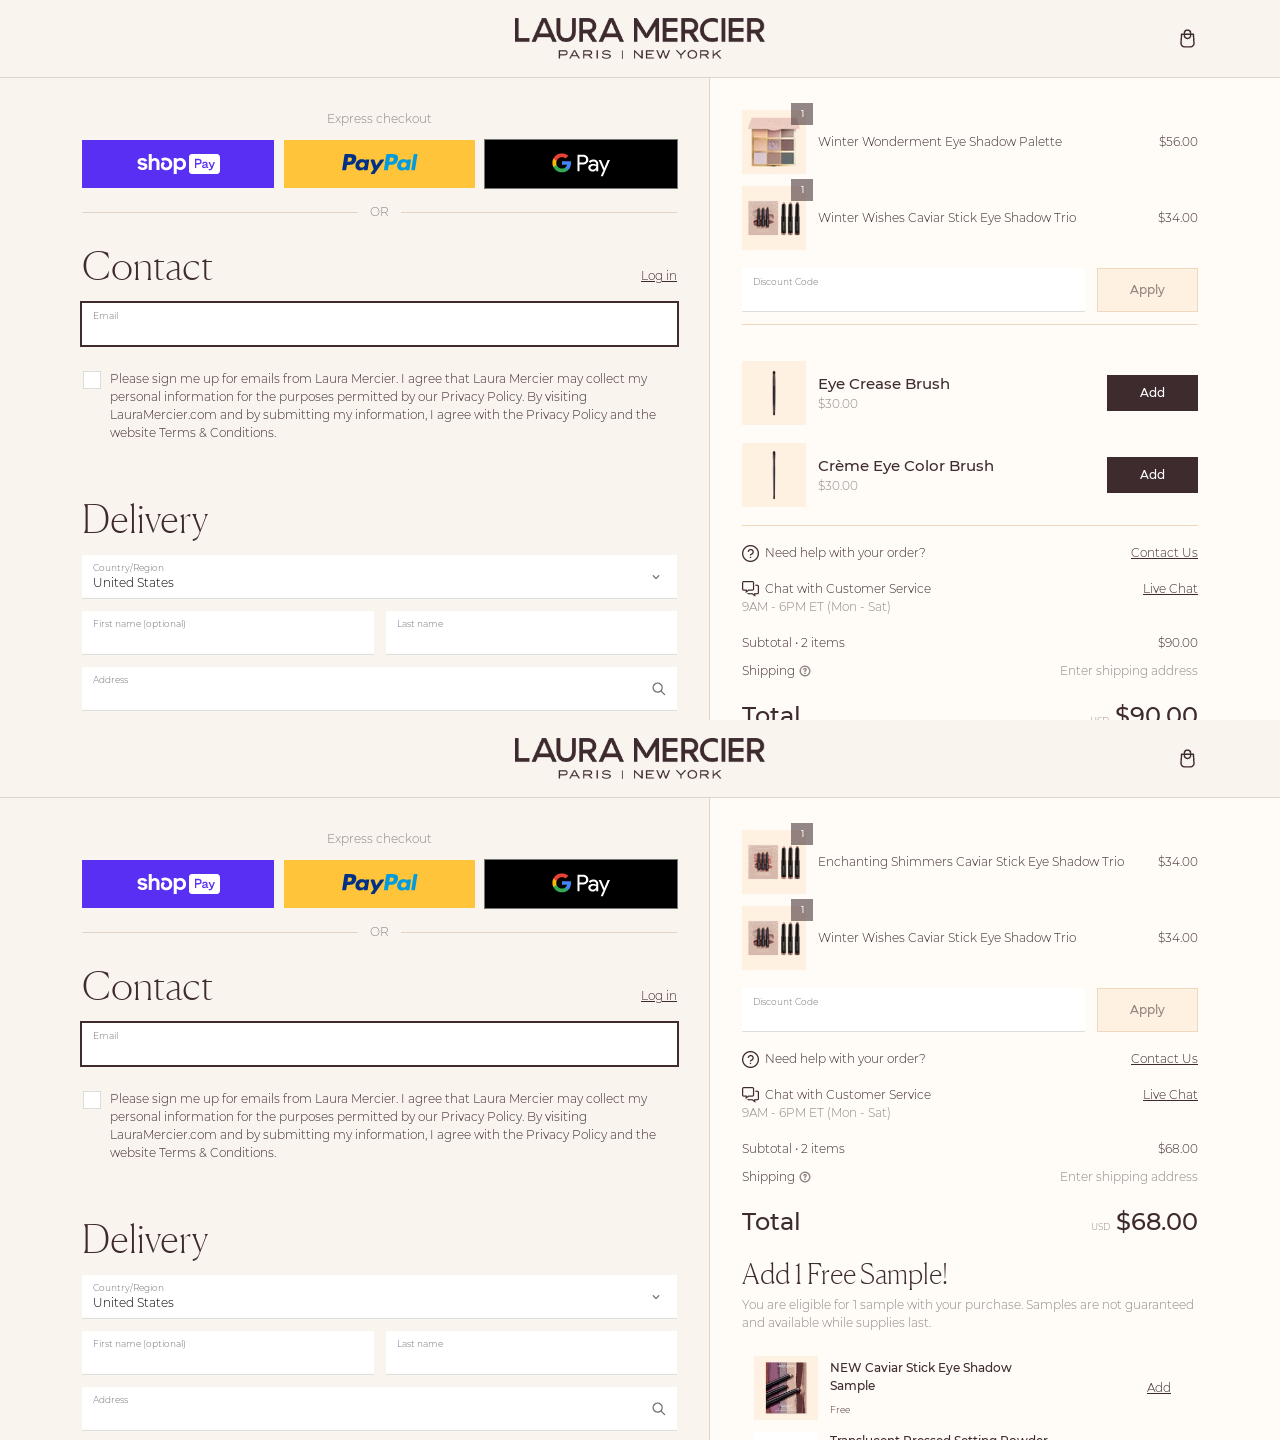 LAURA MERCIER
PARIS | NEW YORK
Express checkout
shop Pay
PayPal
G Pay
OR
Contact
Log in
Email
Please sign me up for emails from Laura Mercier. I agree that Laura Mercier may collect my
personal information for the purposes permitted by our Privacy Policy. By visiting
LauraMercier.com and by submitting my information, I agree with the Privacy Policy and the
website Terms & Conditions.
Delivery
Country/Region
United States
First name (optional)
Last name
Address
1
Winter Wonderment Eye Shadow Palette
$56.00
1
Winter Wishes Caviar Stick Eye Shadow Trio
$34.00
Discount Code
Apply
Eye Crease Brush
$30.00
Add
Crème Eye Color Brush
$30.00
Add
Need help with your order?
Contact Us
Chat with Customer Service
Live Chat
9AM - 6PM ET (Mon - Sat)
Subtotal · 2 items
$90.00
Shipping
Enter shipping address
Total
USD
$90.00
LAURA MERCIER
PARIS | NEW YORK
Express checkout
shop Pay
PayPal
G Pay
OR
Contact
Log in
Email
Please sign me up for emails from Laura Mercier. I agree that Laura Mercier may collect my
personal information for the purposes permitted by our Privacy Policy. By visiting
LauraMercier.com and by submitting my information, I agree with the Privacy Policy and the
website Terms & Conditions.
Delivery
Country/Region
United States
First name (optional)
Last name
Address
1
Enchanting Shimmers Caviar Stick Eye Shadow Trio
$34.00
1
Winter Wishes Caviar Stick Eye Shadow Trio
$34.00
Discount Code
Apply
Need help with your order?
Contact Us
Chat with Customer Service
Live Chat
9AM - 6PM ET (Mon - Sat)
Subtotal · 2 items
$68.00
Shipping
Enter shipping address
Total
USD
$68.00
Add 1 Free Sample!
You are eligible for 1 sample with your purchase. Samples are not guaranteed
and available while supplies last.
NEW Caviar Stick Eye Shadow
Sample
Free
Add
Translucent Pressed Setting Powder